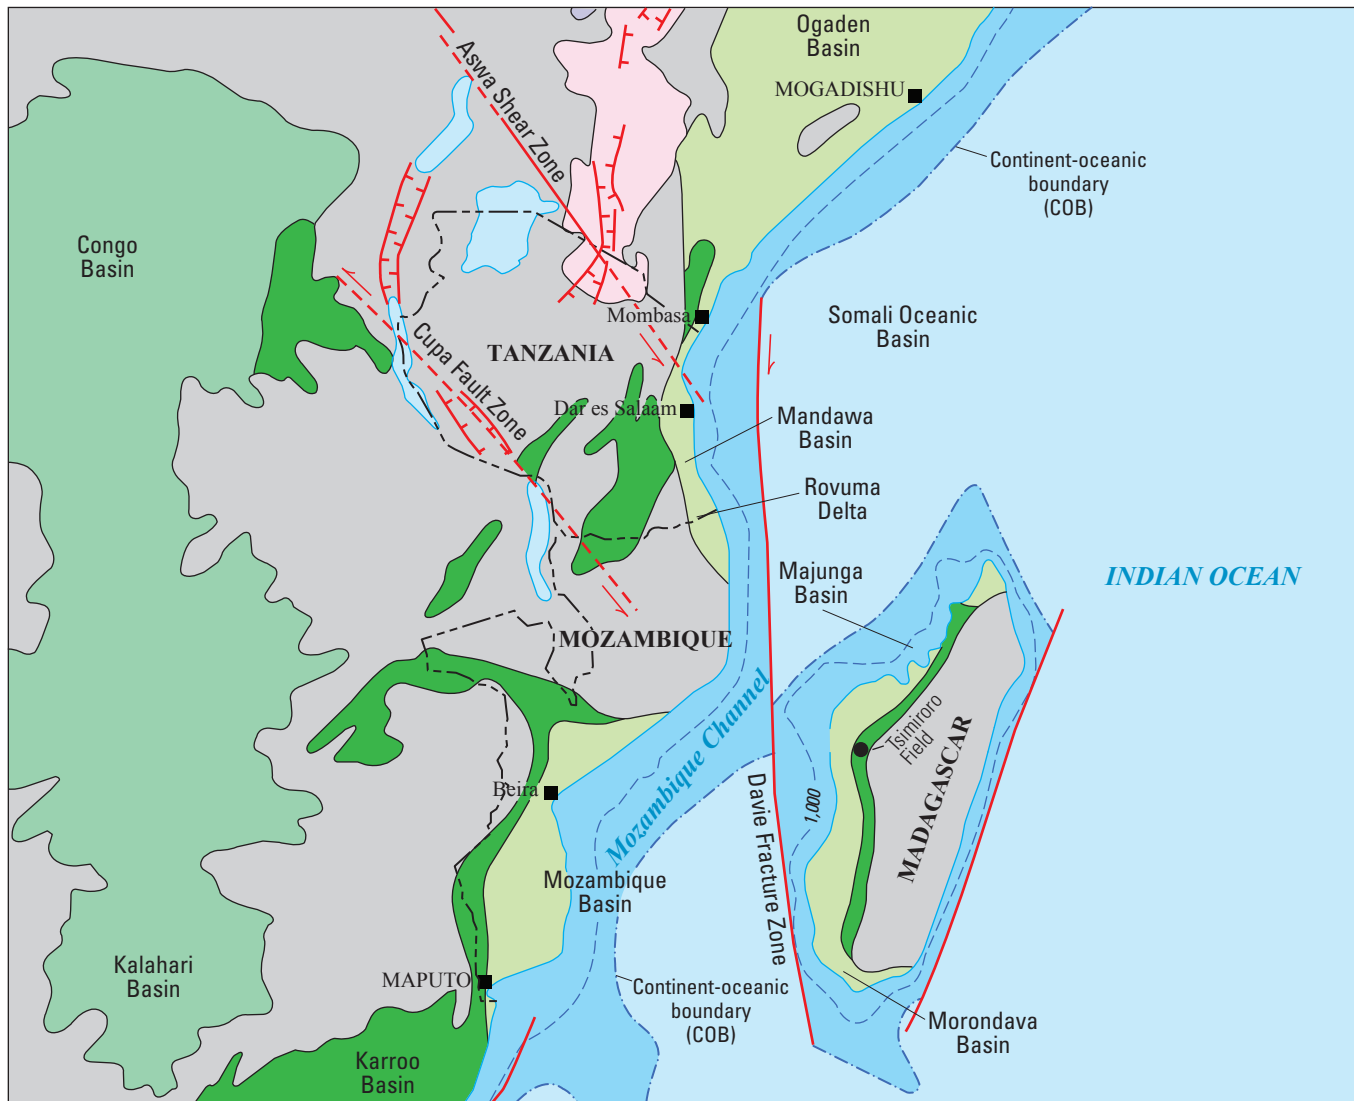 Ogaden
Basin
MOGADISHU
Aswa Shear Zone
Continent-oceanic
boundary
(COB)
Congo
Basin
Mombasa
Somali Oceanic
Basin
TANZANIA
Cupa Fault Zone
Dar es Salaam
Mandawa
Basin
Rovuma
Delta
Majunga
Basin
INDIAN OCEAN
MOZAMBIQUE
Mozambique Channel
Tsimiroro
Field
MADAGASCAR
1,000
Beira
Davie Fracture Zone
Mozambique
Basin
Kalahari
Basin
MAPUTO
Continent-oceanic
boundary
(COB)
Morondava
Basin
Karroo
Basin